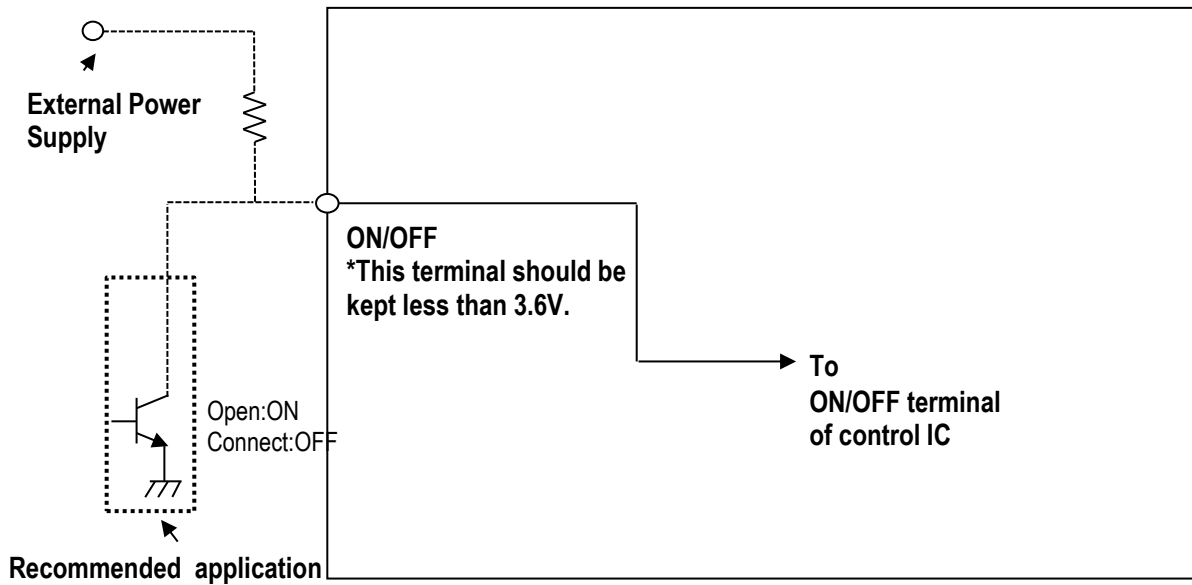 External Power
Supply
ON/OFF
*This terminal should be
kept less than 3.6V.
To
ON/OFF terminal
of control IC
Open:ON
Connect:OFF
Recommended application